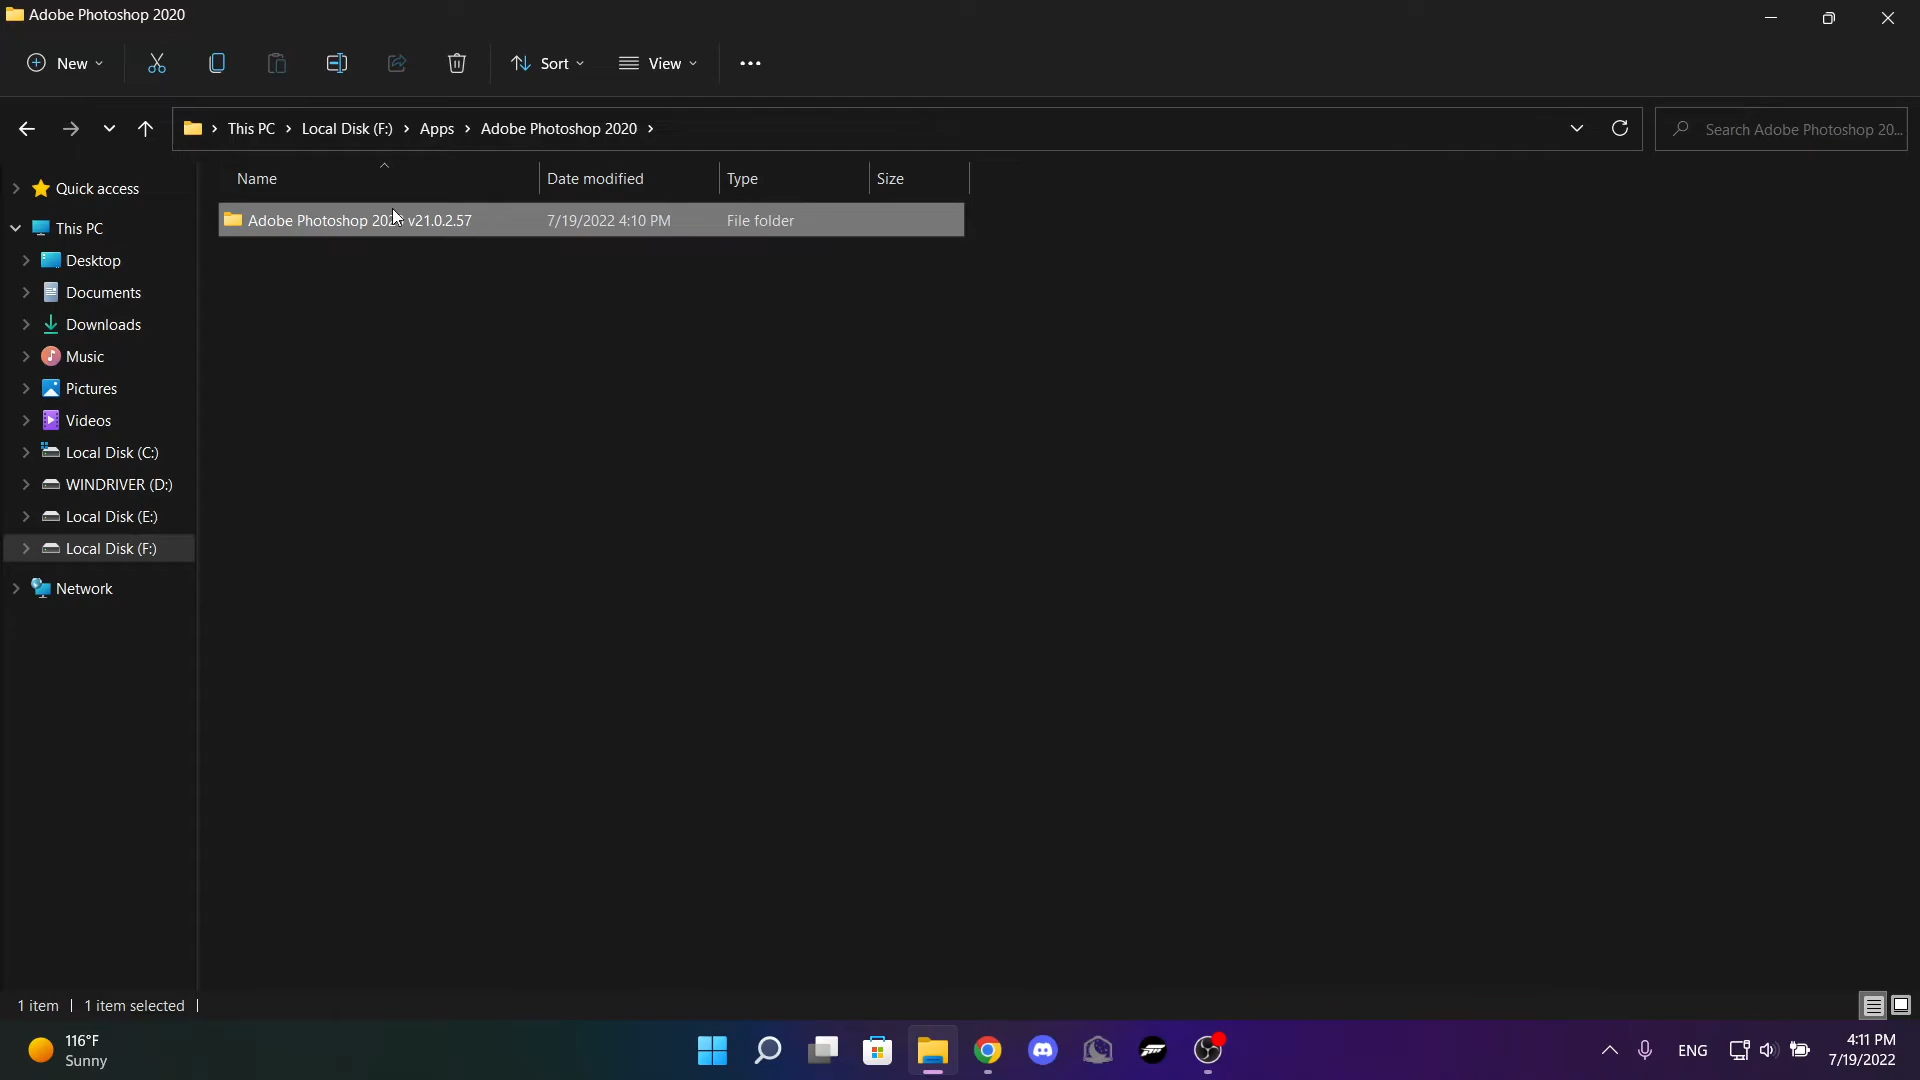 Adobe Photoshop 2020
New
Sort
View
This PC
Local Disk (F:)
Apps
Adobe Photoshop 2020
Search Adobe Photoshop 20...
Name
Date modified
Type
Size
Adobe Photoshop v21.0.2.57
7/19/2022 4:10 PM
File folder
Quick access
This PC
Desktop
Documents
Downloads
Music
Pictures
Videos
Local Disk (C:)
WINDRIVER (D:)
Local Disk (E:)
Local Disk (F:)
Network
1 item
1 item selected
116°F
Sunny
ENG
4:11 PM
7/19/2022